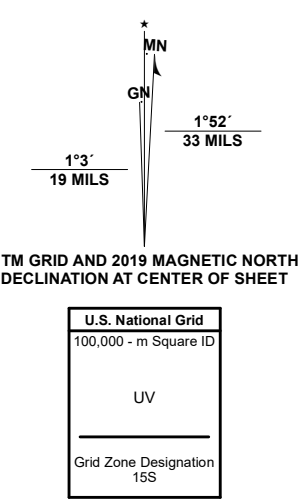 MN
GN
1°52´
33 MILS
1°3´
19 MILS
TM GRID AND 2019 MAGNETIC NORTH
DECLINATION AT CENTER OF SHEET
U.S. National Grid
100,000 - m Square ID
UV
Grid Zone Designation
15S